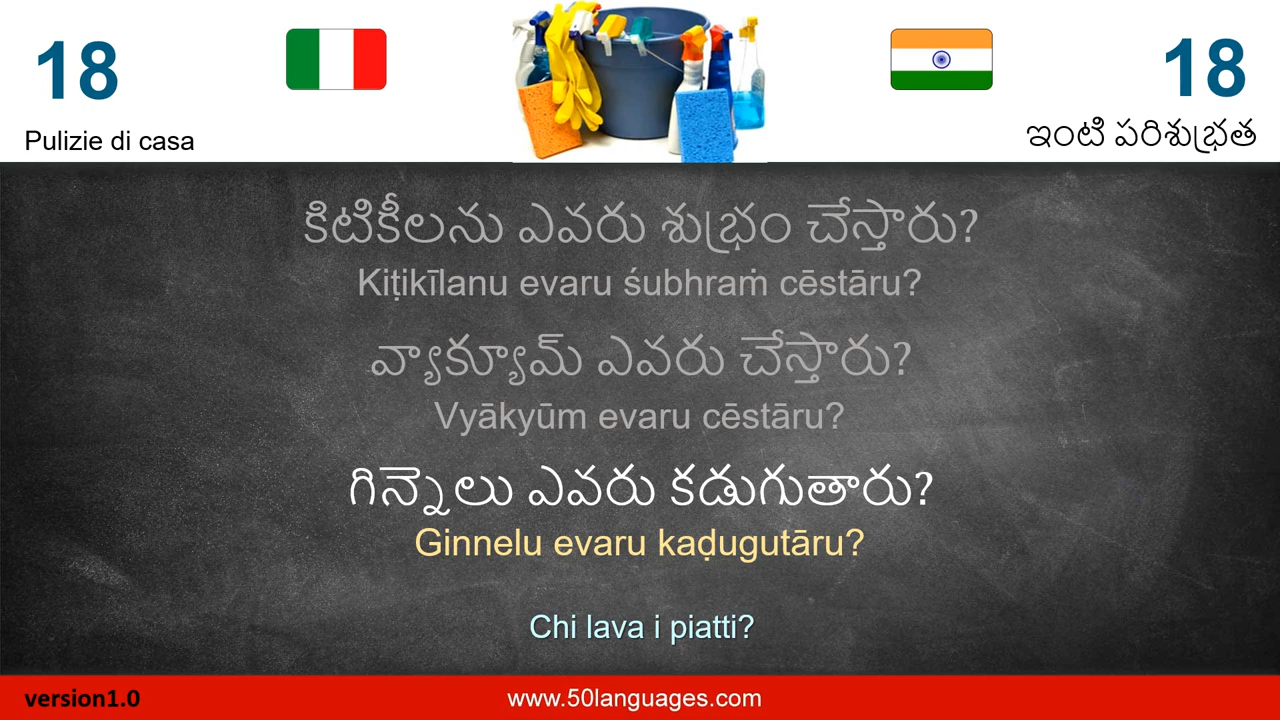 18
18
Pulizie di casa
ఇంటి పరిశుభ్రత
కిటికీలను ఎవరు శుభ్రం చేస్తారు?
Kiṭikīlanu evaru śubhraṁ cēstāru?
వ్యాక్యూమ్ ఎవరు చేస్తారు?
Vyākyūm evaru cēstāru?
గిన్నెలు ఎవరు కడుగుతారు?
Ginnelu evaru kaḍugutāru?
Chi lava i piatti?
version1.0
www.50languages.com